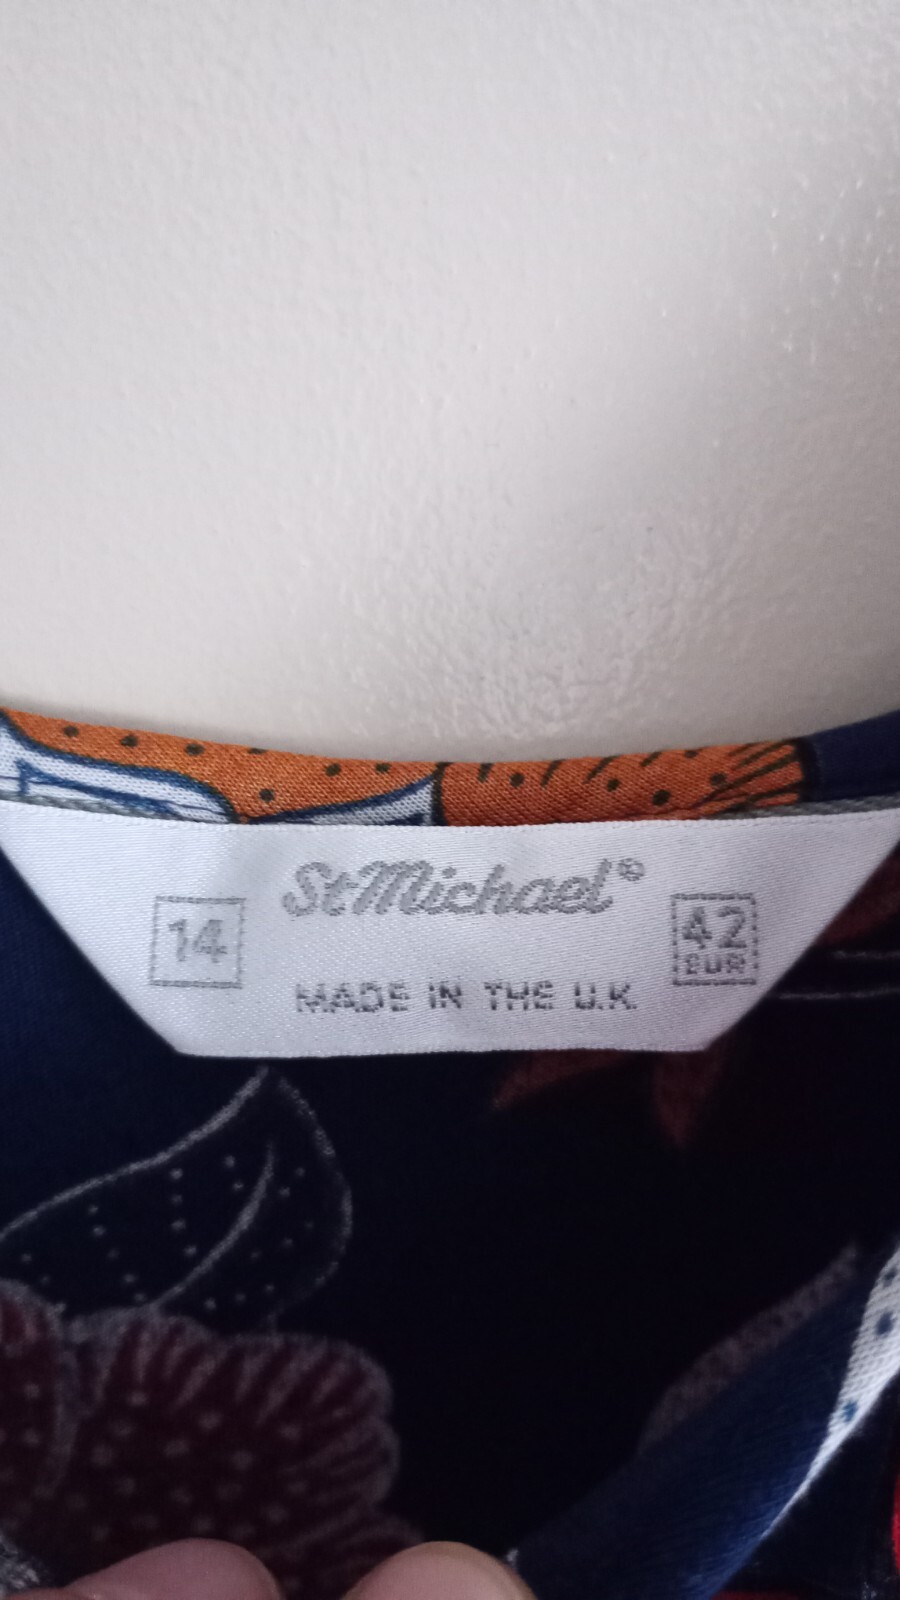 St Michael®
14
42
EUR
MADE IN THE U.K.